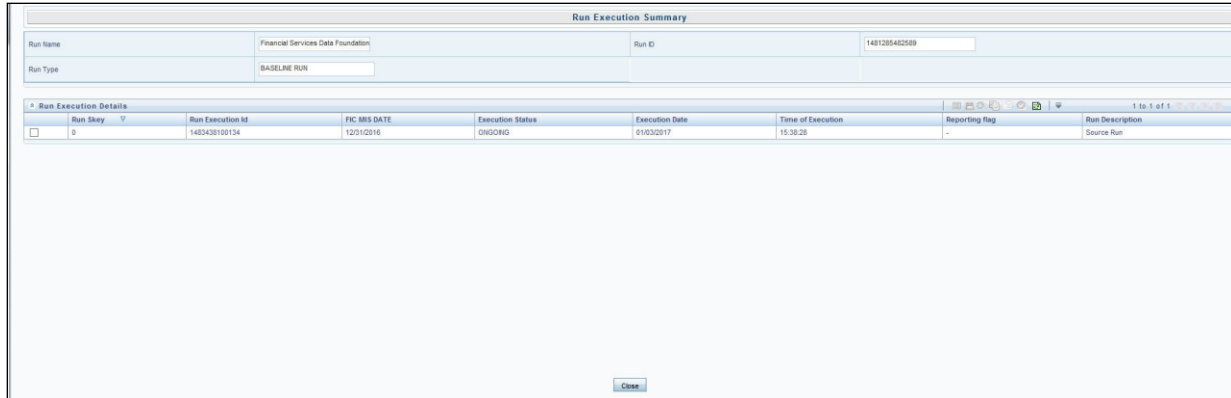 Run Execution Summary
Run Name Financial Services Data Foundation Run ID 1481285482589
Run Type BASELINE RUN
Run Execution Details 1 to 1 of 1
Run Skey Run Execution Id FIC MIS DATE Execution Status Execution Date Time of Execution Reporting flag Run Description
0 1483438100134 12/31/2016 ONGOING 01/03/2017 15:38:28 - Source Run
Close